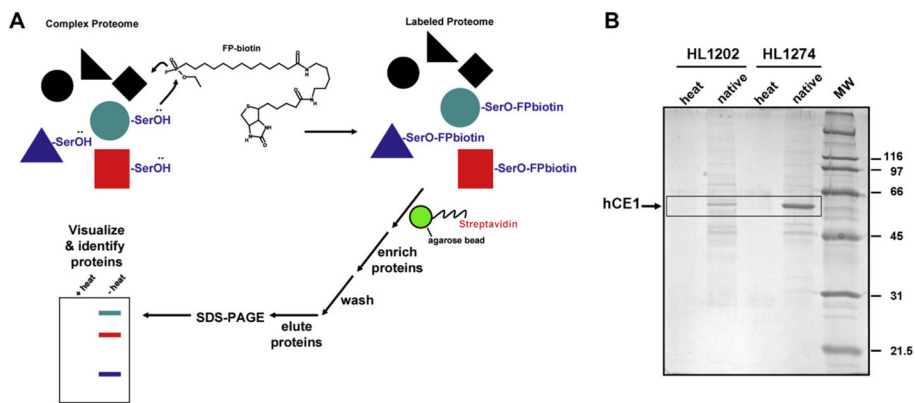 A
Complex Proteome
FP-biotin
Labeled Proteome
-SerOH
-SerOH
-SerOH
F
P
O
O
O
N
H
N
H
O
S
HN
NH
O
-SerO-FPbiotin
-SerO-FPbiotin
-SerO-FPbiotin
Streptavidin
agarose bead
enrich
proteins
wash
elute
proteins
SDS-PAGE
Visualize
& identify
proteins
+ heat
- heat
B
HL1202
HL1274
heat
native
heat
native
MW
hCE1
116
97
66
45
31
21.5